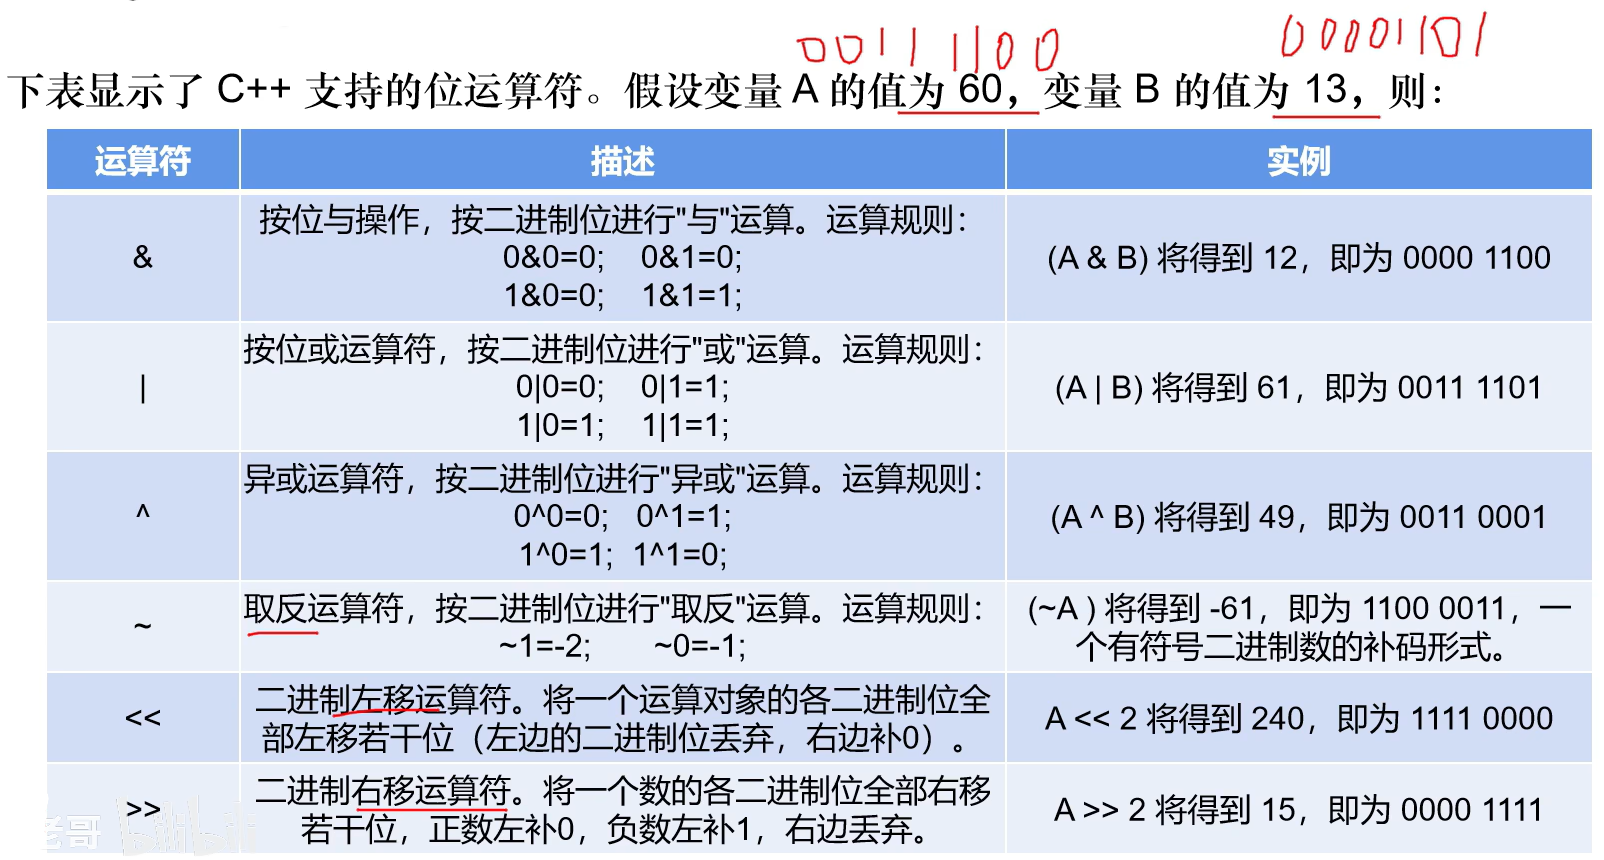 00111100 00001101
下表显示了 C++ 支持的位运算符。假设变量 A 的值为 60，变量 B 的值为 13，则：
运算符 描述 实例
& 按位与操作，按二进制位进行"与"运算。运算规则：
0&0=0; 0&1=0;
1&0=0; 1&1=1;
(A & B) 将得到 12，即为 0000 1100
| 按位或运算符，按二进制位进行"或"运算。运算规则：
0|0=0; 0|1=1;
1|0=1; 1|1=1;
(A | B) 将得到 61，即为 0011 1101
^ 异或运算符，按二进制位进行"异或"运算。运算规则：
0^0=0; 0^1=1;
1^0=1; 1^1=0;
(A ^ B) 将得到 49，即为 0011 0001
~ 取反运算符，按二进制位进行"取反"运算。运算规则：
~1=-2; ~0=-1;
(~A ) 将得到 -61，即为 1100 0011，一
个有符号二进制数的补码形式。
<< 二进制左移运算符。将一个运算对象的各二进制位全
部左移若干位（左边的二进制位丢弃，右边补0）。
A << 2 将得到 240，即为 1111 0000
>> 二进制右移运算符。将一个数的各二进制位全部右移
若干位，正数左补0，负数左补1，右边丢弃。
A >> 2 将得到 15，即为 0000 1111
老哥 bilibili